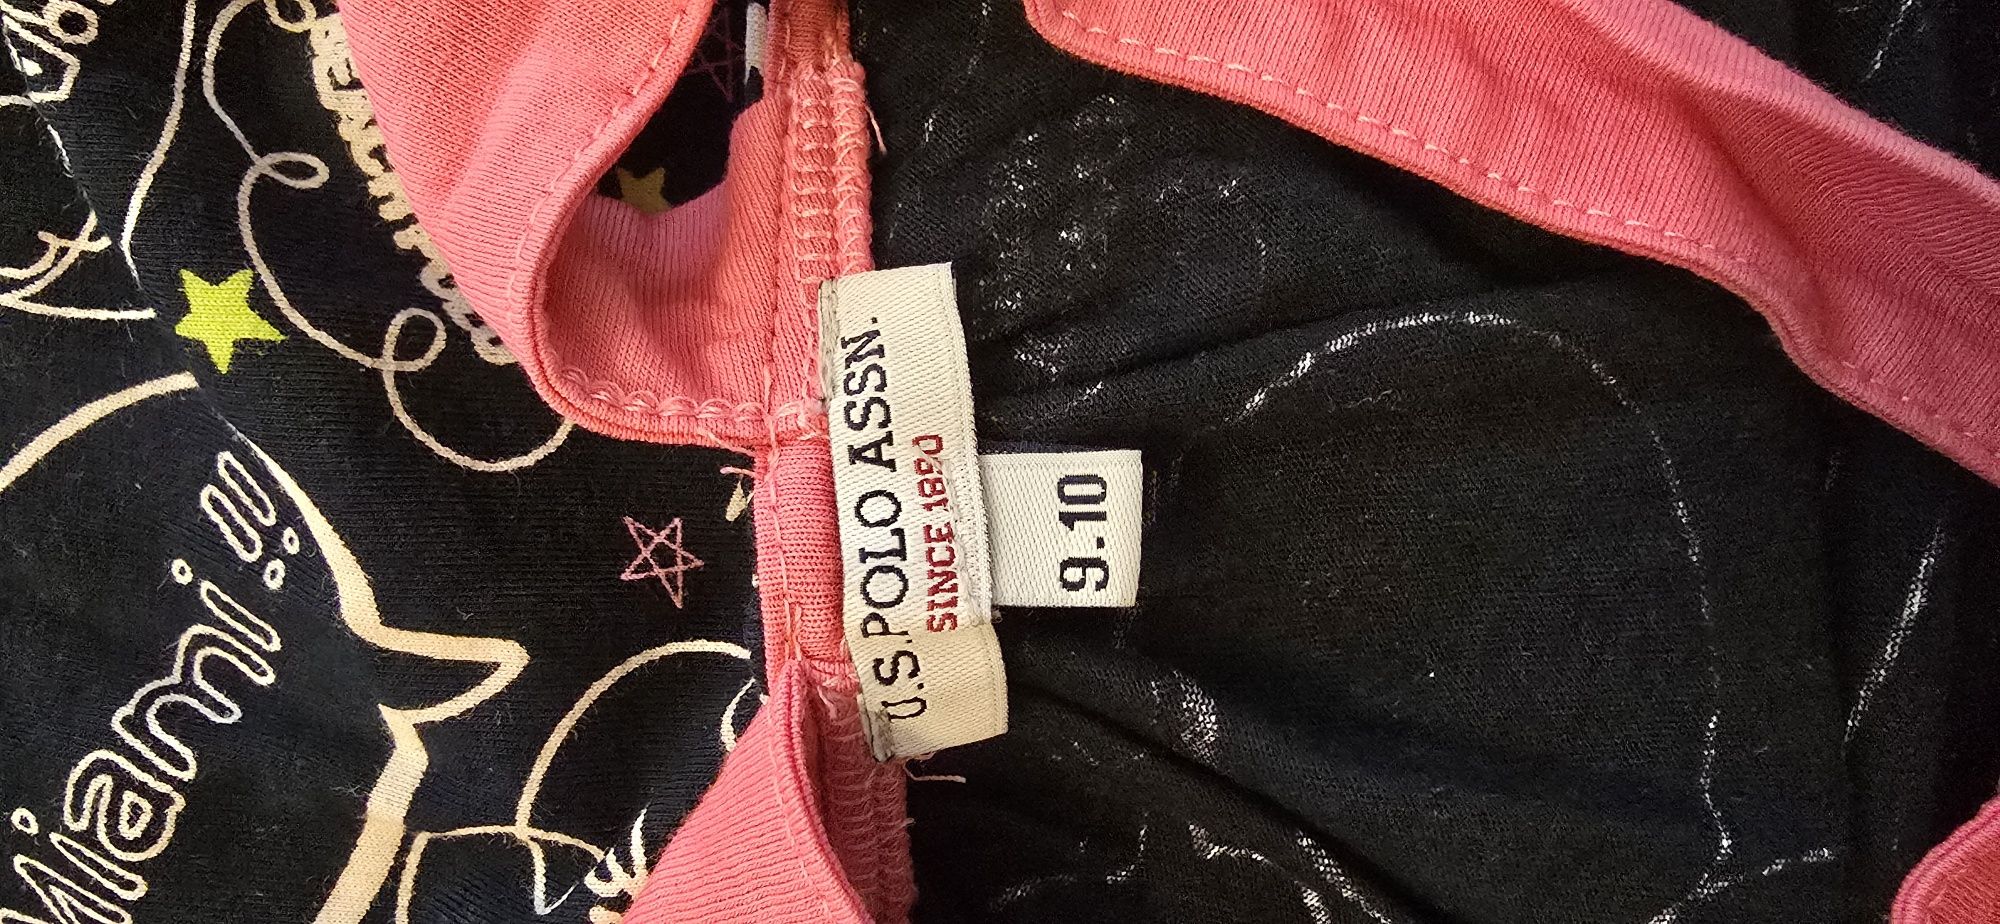 U.S. POLO ASSN.
SINCE 1890
9.10
Miami !!